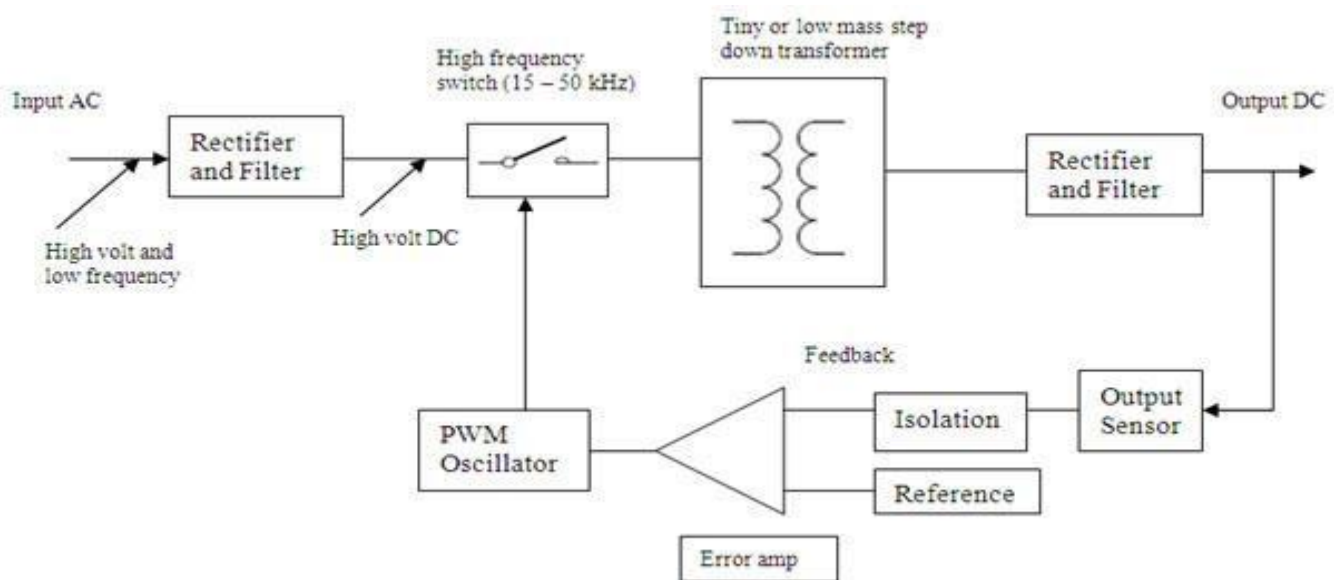 Tiny or low mass step
down transformer
High frequency
switch (15 – 50 kHz)
Input AC
Output DC
Rectifier
and Filter
Rectifier
and Filter
High volt DC
High volt and
low frequency
Feedback
PWM
Oscillator
Isolation
Output
Sensor
Reference
Error amp